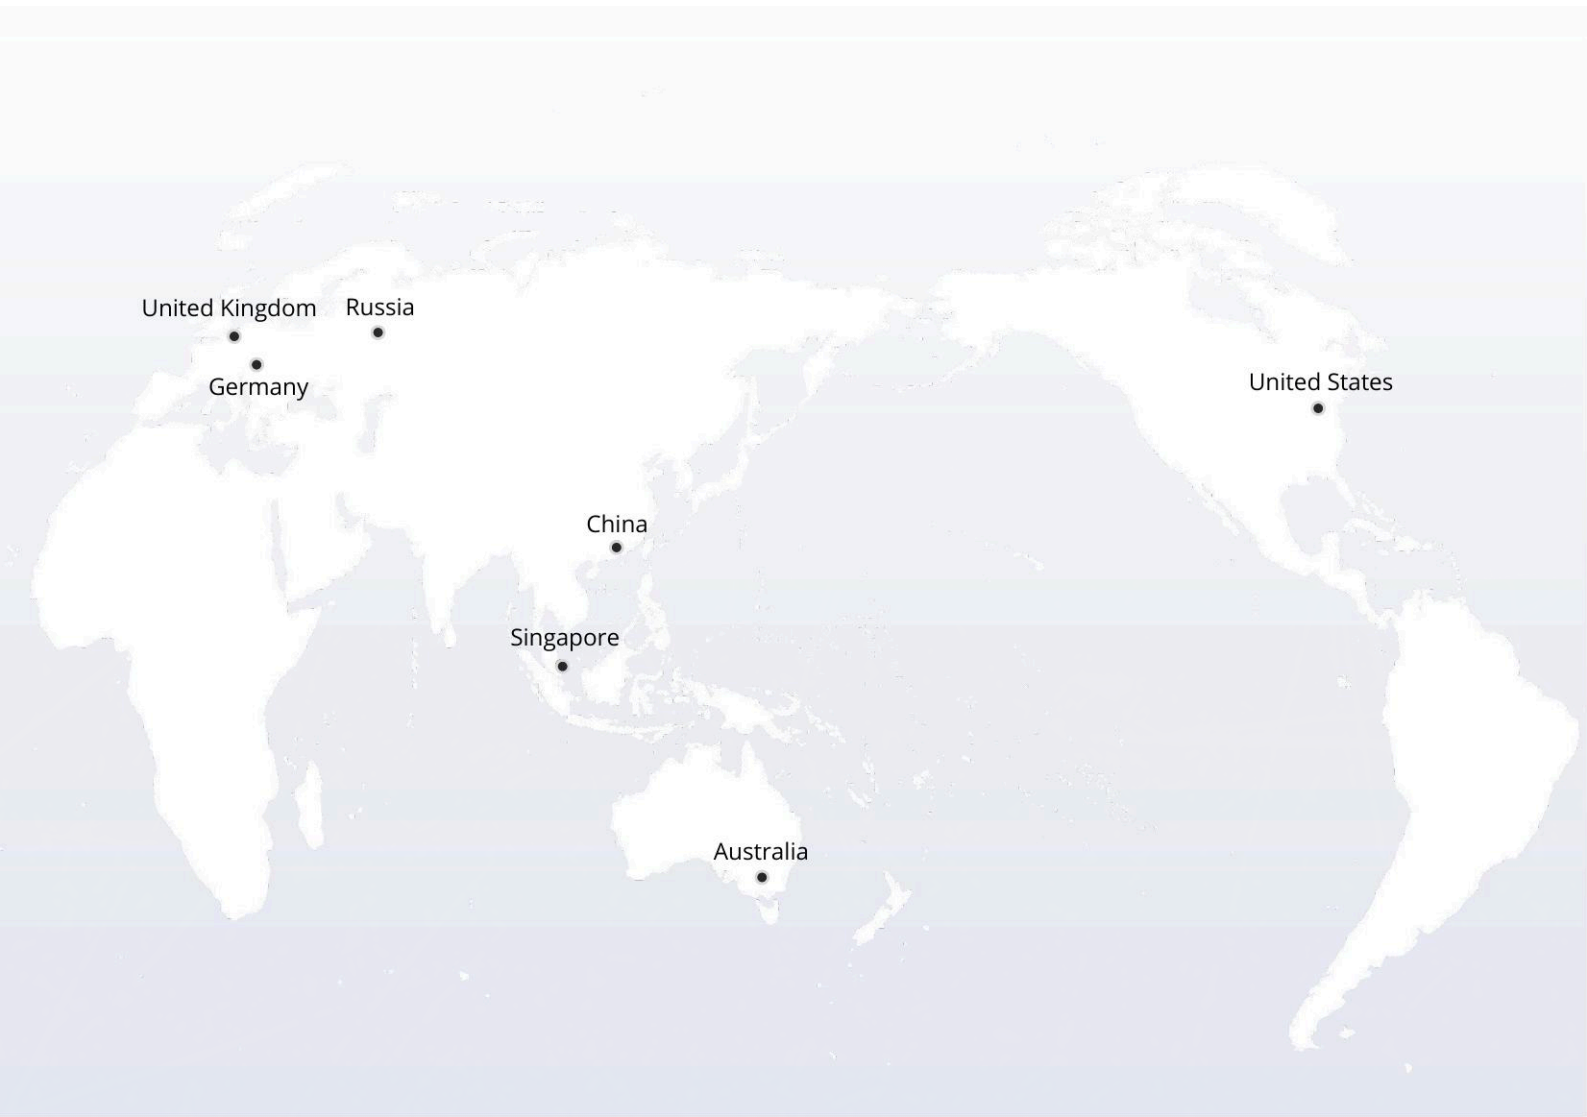 United Kingdom
Russia
Germany
United States
China
Singapore
Australia